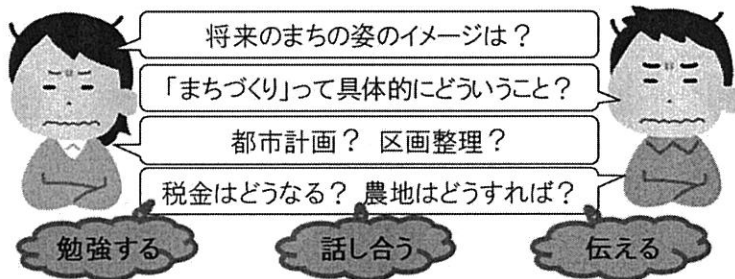 将来のまちの姿のイメージは？
「まちづくり」って具体的にどういうこと？
都市計画？ 区画整理？
税金はどうなる？ 農地はどうすれば？
勉強する
話し合う
伝える